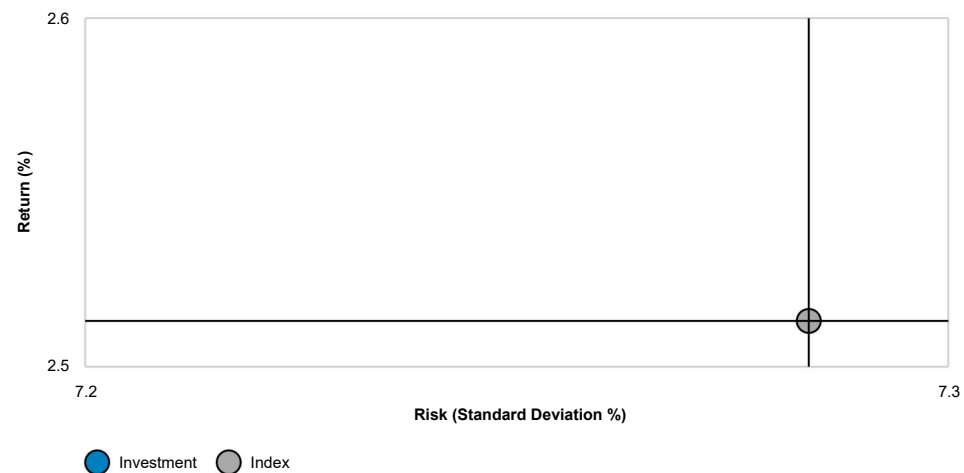 2.6
Return (%)
2.5
7.2
7.3
Risk (Standard Deviation %)
Investment
Index